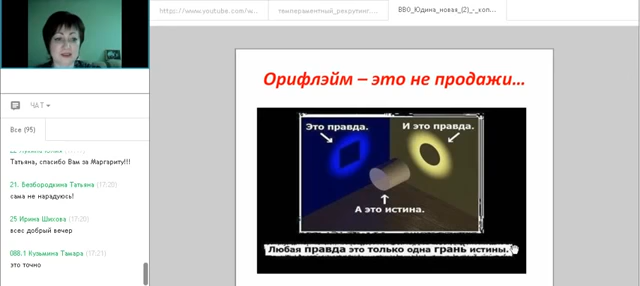 https://www.youtube.com/w...
темпераментный_рекрутинг....
ВВО_Юдина_новая_(2)_-_коп...
ЧАТ
Все (95)
Татьяна, спасибо Вам за Маргариту!!!
21. Безбородкина Татьяна (17:20)
сама не нарадуюсь!
25 Ирина Шихова (17:20)
всес добрый вечер
088.1 Кузьмина Тамара (17:21)
это точно
Орифлэйм – это не продажи...
Это правда.
И это правда.
А это истина.
Любая правда это только одна грань истины.